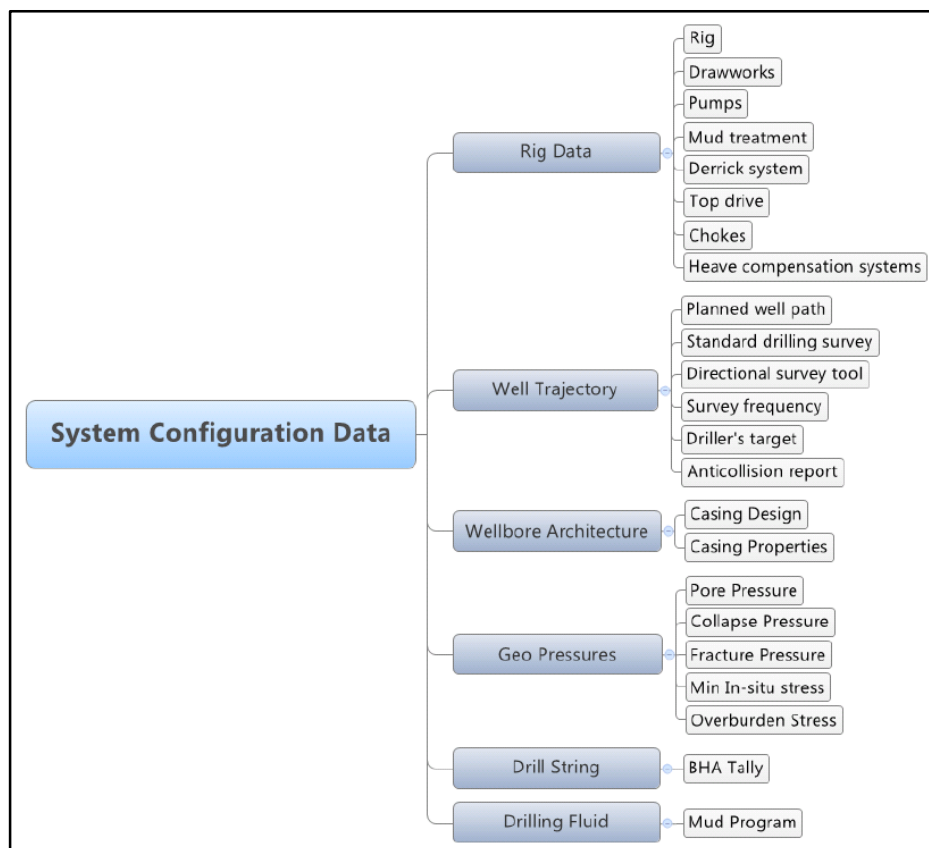 System Configuration Data
Rig Data
Rig
Drawworks
Pumps
Mud treatment
Derrick system
Top drive
Chokes
Heave compensation systems
Well Trajectory
Planned well path
Standard drilling survey
Directional survey tool
Survey frequency
Driller's target
Anticollision report
Wellbore Architecture
Casing Design
Casing Properties
Geo Pressures
Pore Pressure
Collapse Pressure
Fracture Pressure
Min In-situ stress
Overburden Stress
Drill String
BHA Tally
Drilling Fluid
Mud Program